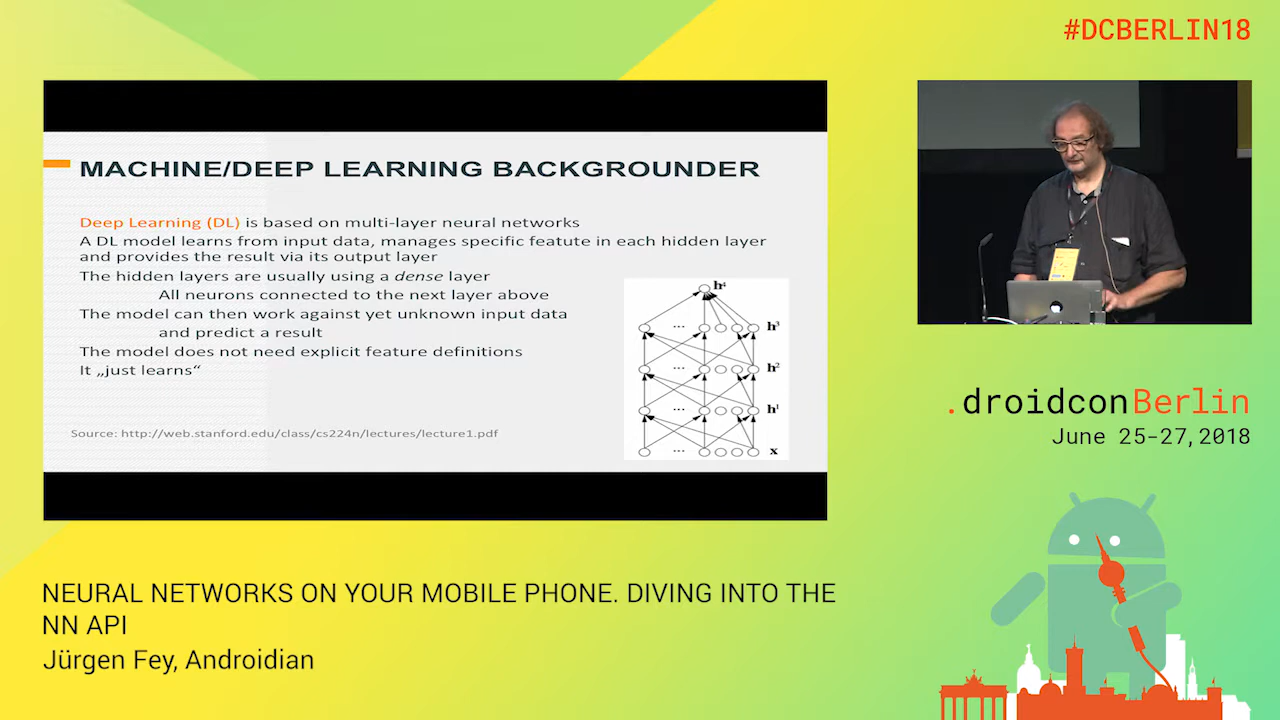 #DCBERLIN18
MACHINE/DEEP LEARNING BACKGROUNDER
Deep Learning (DL) is based on multi-layer neural networks
A DL model learns from input data, manages specific featute in each hidden layer
and provides the result via its output layer
The hidden layers are usually using a dense layer
All neurons connected to the next layer above
The model can then work against yet unknown input data
and predict a result
The model does not need explicit feature definitions
It „just learns“
h⁴
... h³
... h²
... h¹
... x
Source: http://web.stanford.edu/class/cs224n/lectures/lecture1.pdf
.droidconBerlin
June 25-27, 2018
NEURAL NETWORKS ON YOUR MOBILE PHONE. DIVING INTO THE
NN API
Jürgen Fey, Androidian